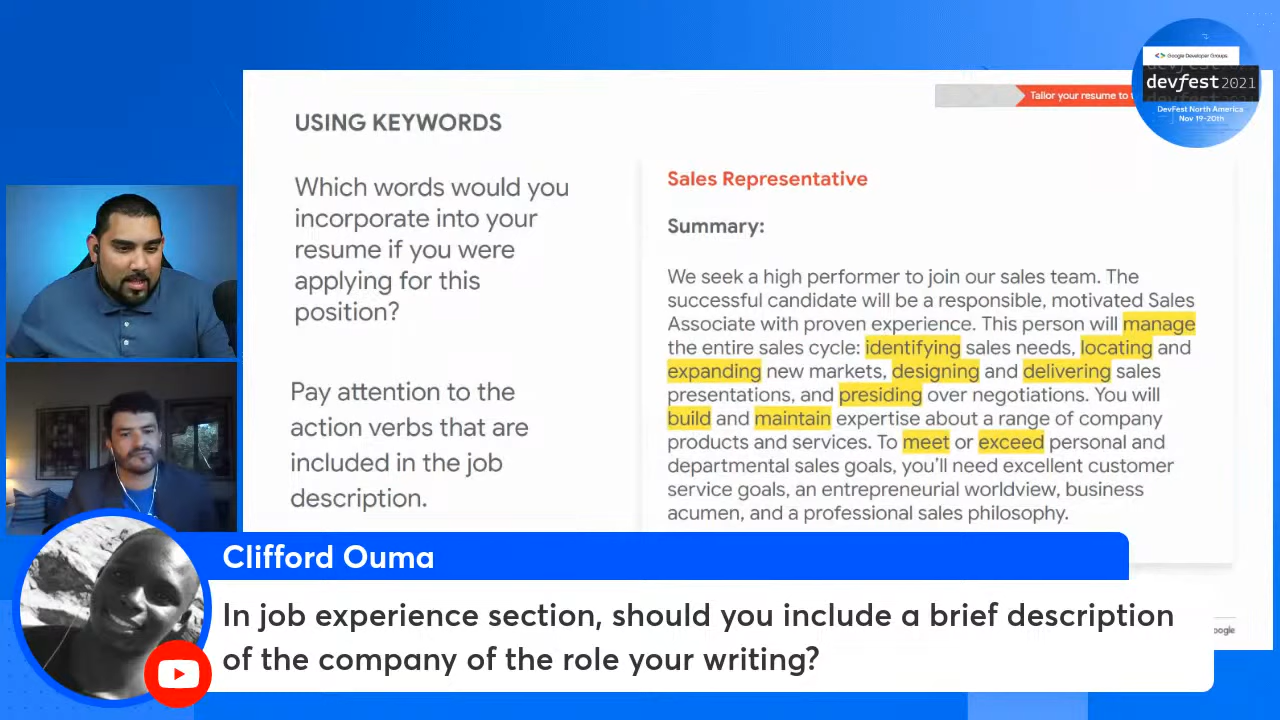 USING KEYWORDS
Which words would you
incorporate into your
resume if you were
applying for this
position?
Pay attention to the
action verbs that are
included in the job
description.
Tailor your resume to
Google Developer Groups
devfest 2021
DevFest North America
Nov 19-20th
Sales Representative
Summary:
We seek a high performer to join our sales team. The
successful candidate will be a responsible, motivated Sales
Associate with proven experience. This person will manage
the entire sales cycle: identifying sales needs, locating and
expanding new markets, designing and delivering sales
presentations, and presiding over negotiations. You will
build and maintain expertise about a range of company
products and services. To meet or exceed personal and
departmental sales goals, you'll need excellent customer
service goals, an entrepreneurial worldview, business
acumen, and a professional sales philosophy.
Clifford Ouma
In job experience section, should you include a brief description
of the company of the role your writing?